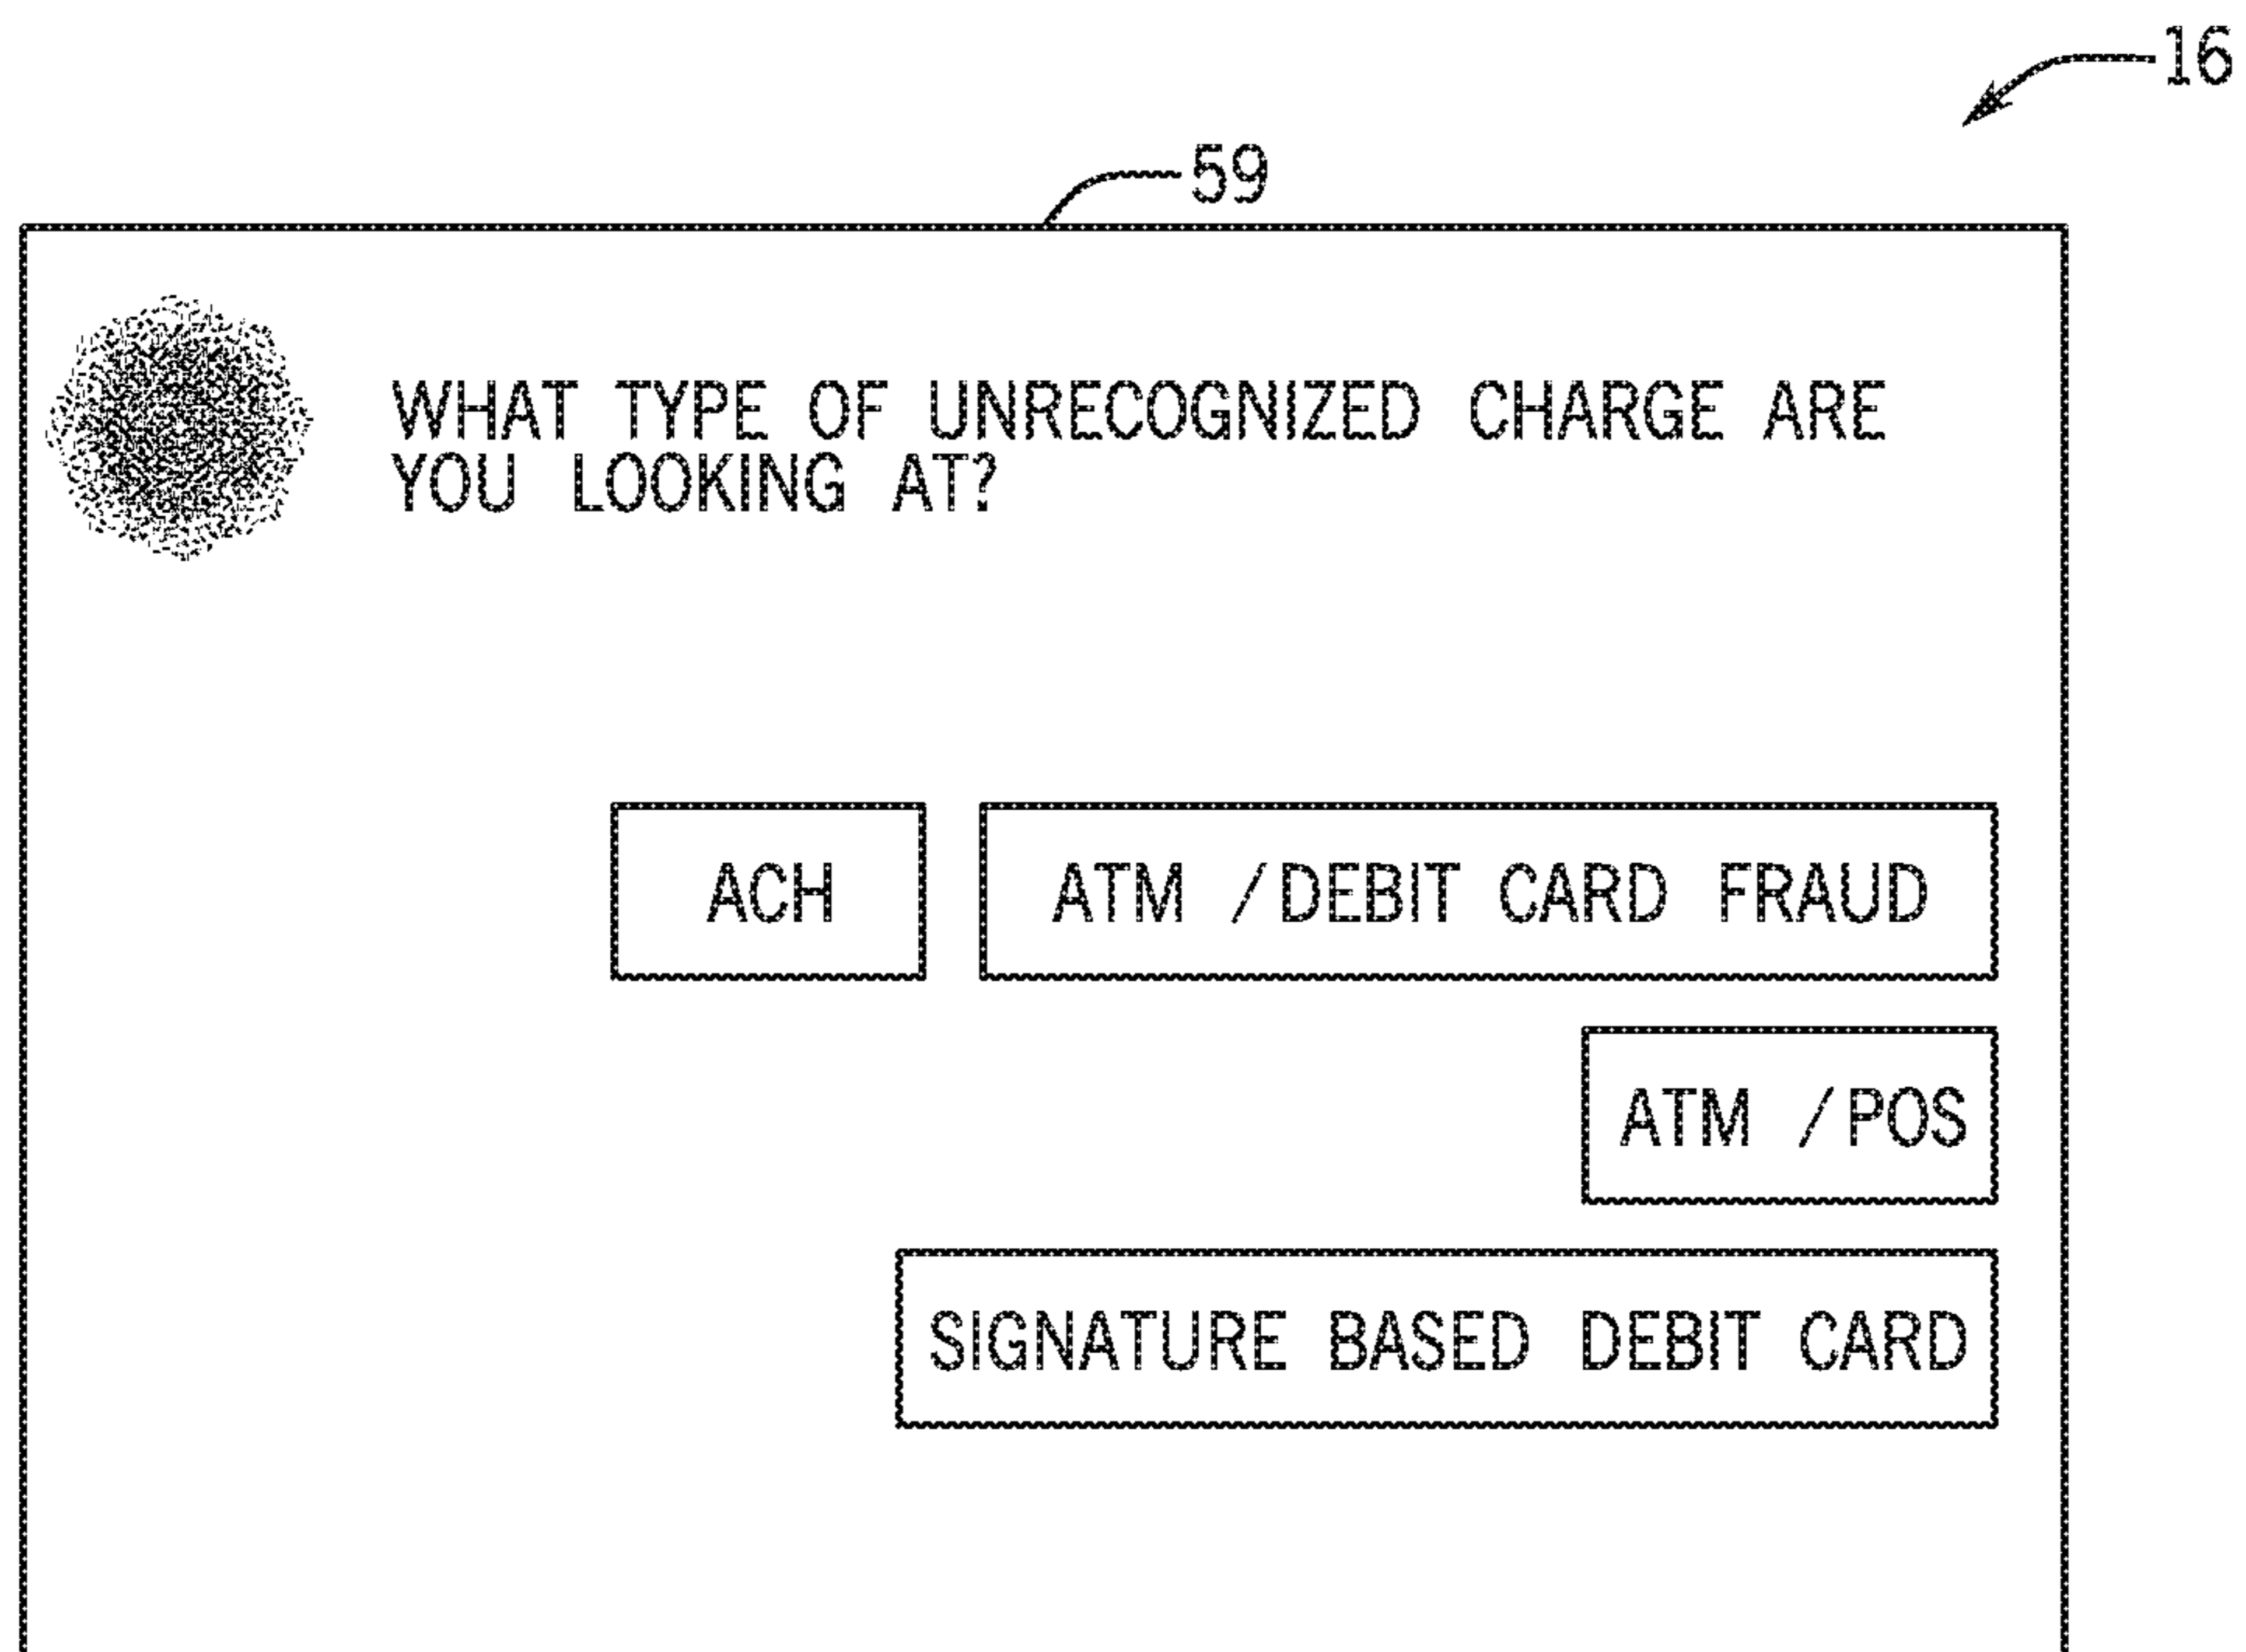 16
59
WHAT TYPE OF UNRECOGNIZED CHARGE ARE
YOU LOOKING AT?
ACH
ATM /DEBIT CARD FRAUD
ATM /POS
SIGNATURE BASED DEBIT CARD